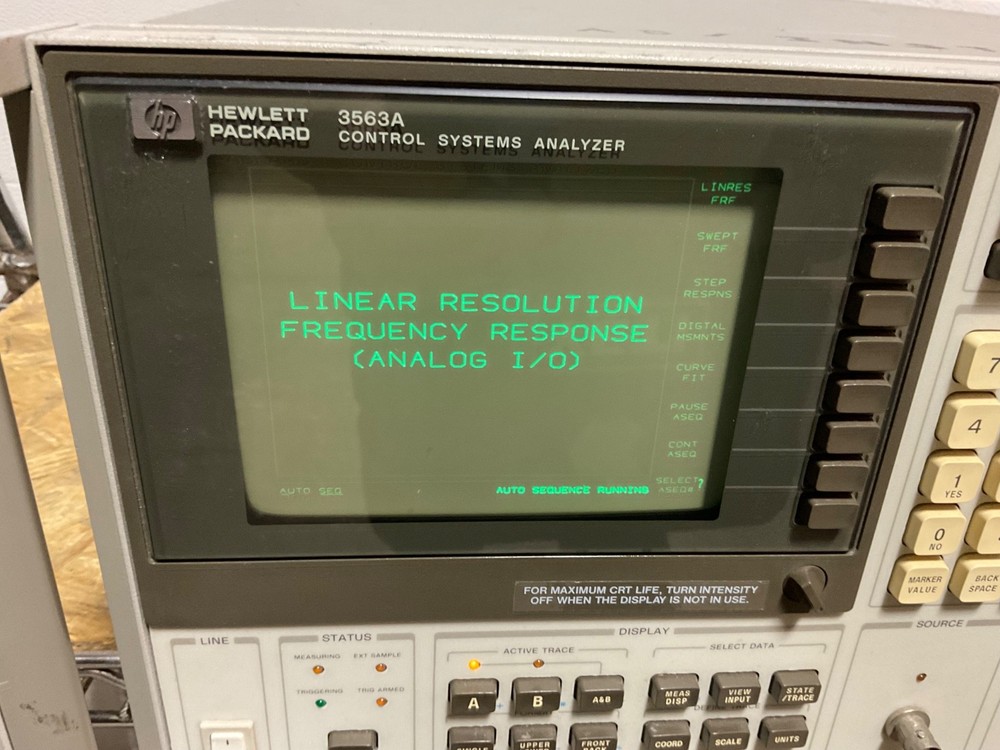 hp
HEWLETT
PACKARD
3563A
CONTROL SYSTEMS ANALYZER
LINRES
FRF
SWEPT
FRF
STEP
RESPNS
DIGTAL
MSMNTS
CURVE
FIT
PAUSE
ASEQ
CONT
ASEQ
SELECT
ASEQ# ?
LINEAR RESOLUTION
FREQUENCY RESPONSE
(ANALOG I/O)
AUTO SEQ
AUTO SEQUENCE RUNNING
7
4
1
YES
0
NO
MARKER
VALUE
BACK
SPACE
FOR MAXIMUM CRT LIFE, TURN INTENSITY
OFF WHEN THE DISPLAY IS NOT IN USE.
LINE
STATUS
MEASURING
EXT SAMPLE
TRIGGERING
TRIG ARMED
DISPLAY
ACTIVE TRACE
A
B
A&B
SELECT DATA
MEAS
DISP
VIEW
INPUT
STATE
/TRACE
SINGLE
UPPER
FRONT
BACK
COORD
SCALE
UNITS
SOURCE